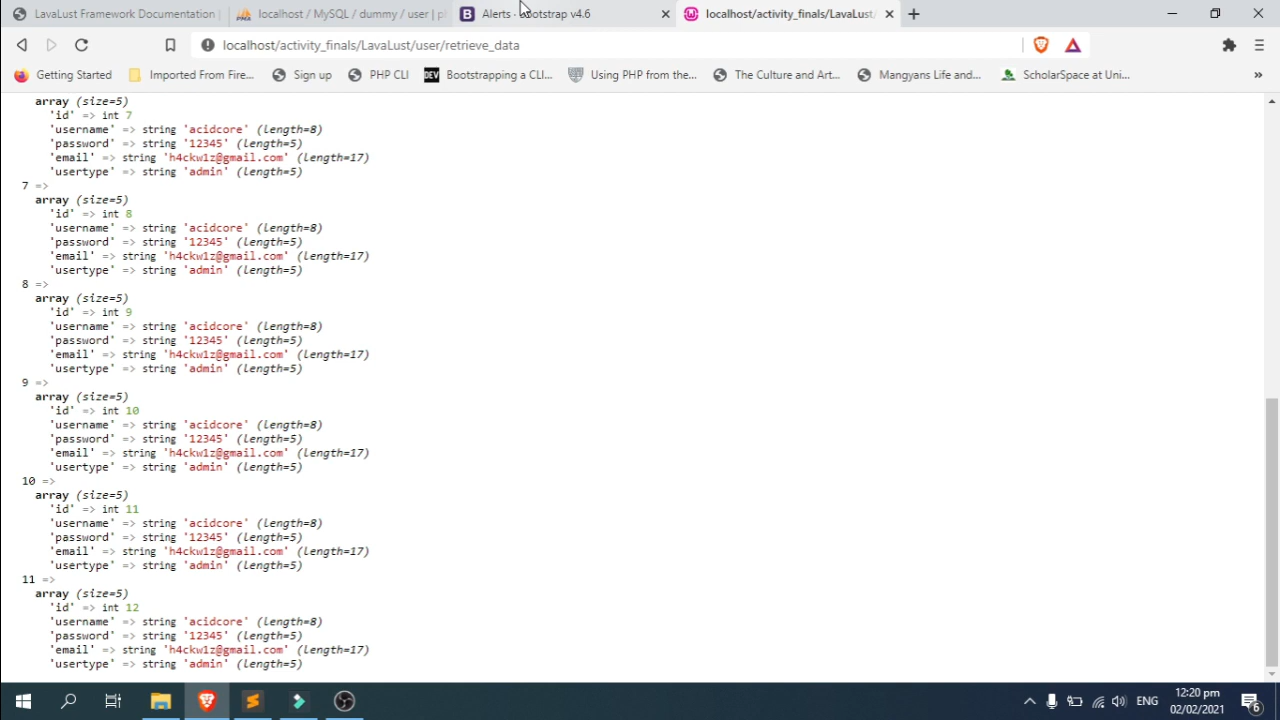 LavaLust Framework Documentation
localhost / MySQL / dummy / user | p
Alerts · Bootstrap v4.6
localhost/activity_finals/LavaLust/
localhost/activity_finals/LavaLust/user/retrieve_data
Getting Started
Imported From Fire...
Sign up
PHP CLI
DEV
Bootstrapping a CLI...
Using PHP from the...
The Culture and Art...
Mangyans Life and...
ScholarSpace at Uni...
»
array (size=5)
'id' => int 7
'username' => string 'acidcore' (length=8)
'password' => string '12345' (length=5)
'email' => string 'h4ckw1z@gmail.com' (length=17)
'usertype' => string 'admin' (length=5)
7 =>
array (size=5)
'id' => int 8
'username' => string 'acidcore' (length=8)
'password' => string '12345' (length=5)
'email' => string 'h4ckw1z@gmail.com' (length=17)
'usertype' => string 'admin' (length=5)
8 =>
array (size=5)
'id' => int 9
'username' => string 'acidcore' (length=8)
'password' => string '12345' (length=5)
'email' => string 'h4ckw1z@gmail.com' (length=17)
'usertype' => string 'admin' (length=5)
9 =>
array (size=5)
'id' => int 10
'username' => string 'acidcore' (length=8)
'password' => string '12345' (length=5)
'email' => string 'h4ckw1z@gmail.com' (length=17)
'usertype' => string 'admin' (length=5)
10 =>
array (size=5)
'id' => int 11
'username' => string 'acidcore' (length=8)
'password' => string '12345' (length=5)
'email' => string 'h4ckw1z@gmail.com' (length=17)
'usertype' => string 'admin' (length=5)
11 =>
array (size=5)
'id' => int 12
'username' => string 'acidcore' (length=8)
'password' => string '12345' (length=5)
'email' => string 'h4ckw1z@gmail.com' (length=17)
'usertype' => string 'admin' (length=5)
ENG
12:20 pm
02/02/2021
6